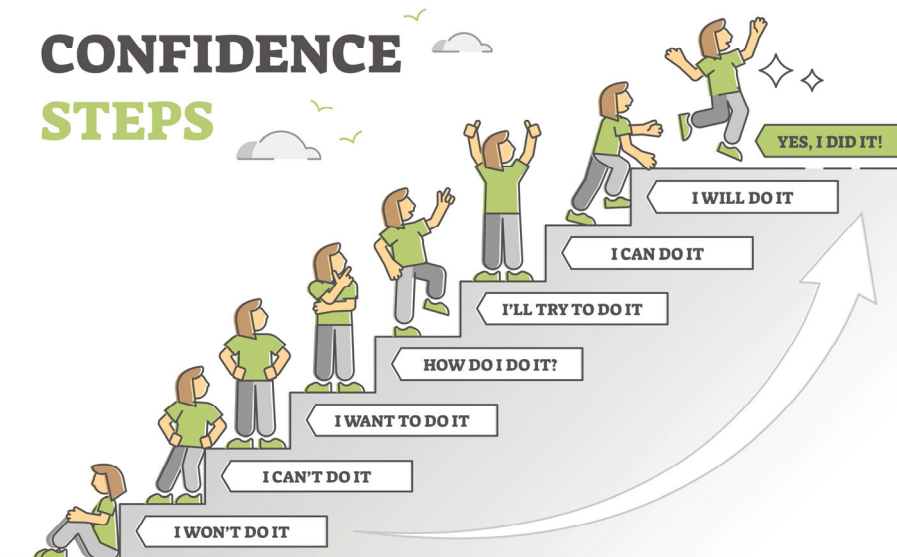 CONFIDENCE
STEPS
YES, I DID IT!
I WILL DO IT
I CAN DO IT
I'LL TRY TO DO IT
HOW DO I DO IT?
I WANT TO DO IT
I CAN'T DO IT
I WON'T DO IT